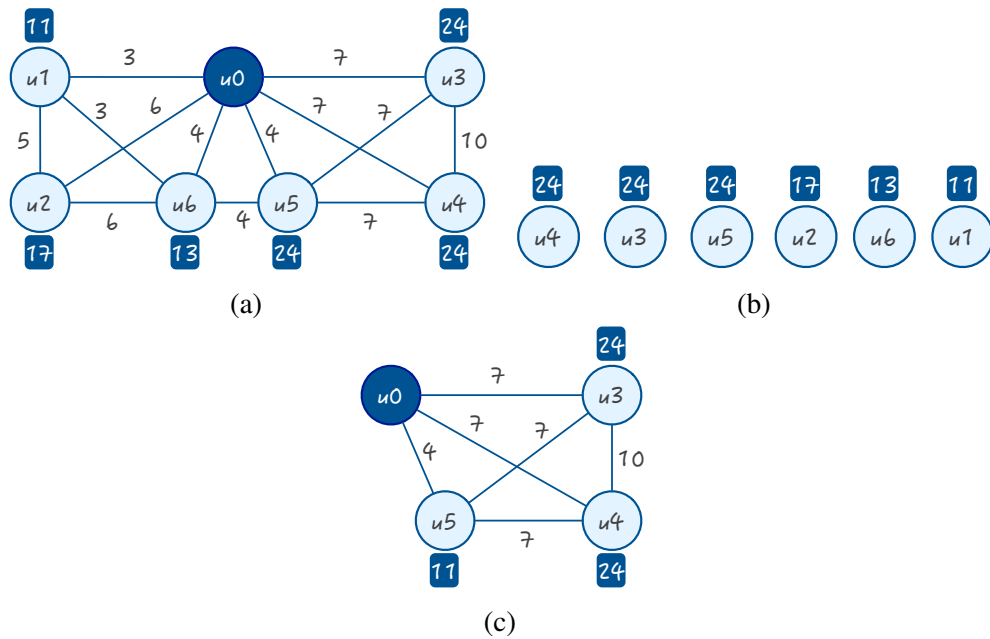 11 24
3 7
u1 u0 u3
3 6 7 7
5 4 4 10
u2 u6 u5 u4
6 4 7
17 13 24 24
(a)
24 24 24 17 13 11
u4 u3 u5 u2 u6 u1
(b)
24
7
u0 u3
7 7
4 10
u5 u4
7
11 24
(c)